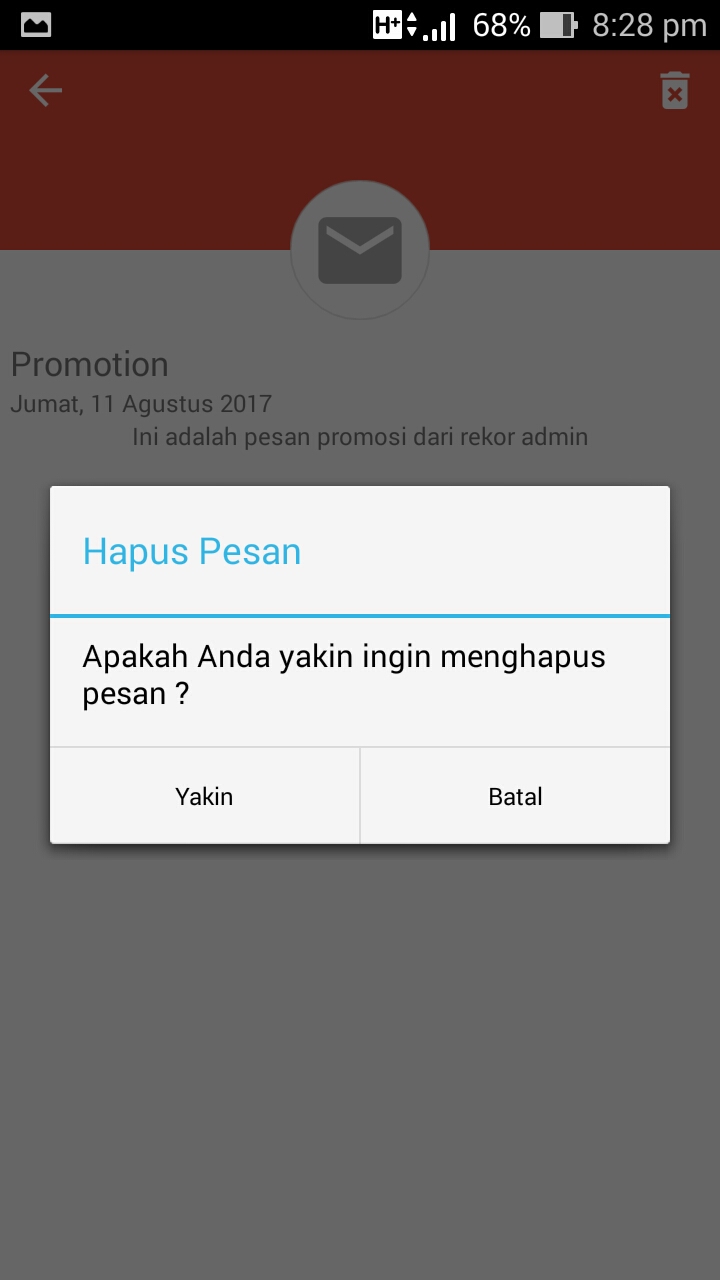 H+ 68% 8:28 pm
Promotion
Jumat, 11 Agustus 2017
Ini adalah pesan promosi dari rekor admin
Hapus Pesan
Apakah Anda yakin ingin menghapus
pesan ?
Yakin Batal